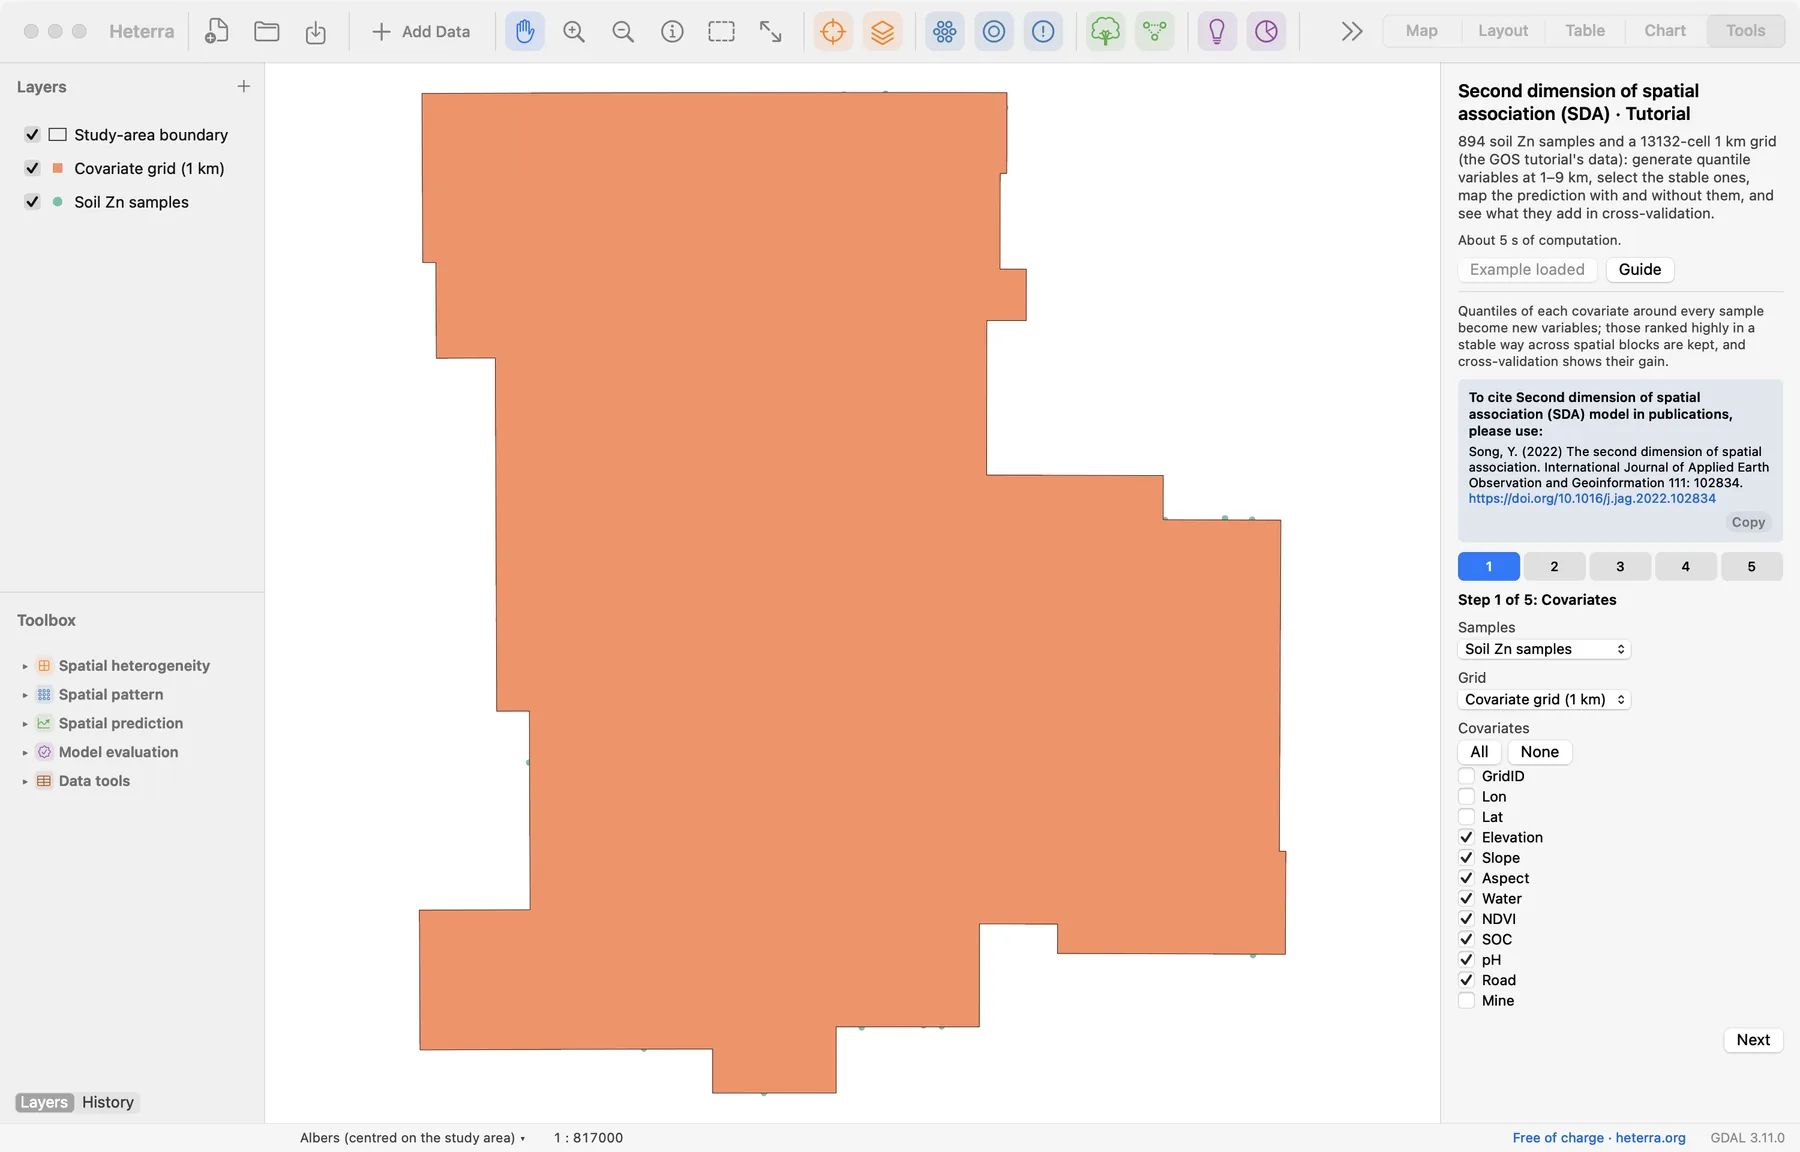 Heterra
Add Data
Map
Layout
Table
Chart
Tools
Layers
Study-area boundary
Covariate grid (1 km)
Soil Zn samples
Toolbox
Spatial heterogeneity
Spatial pattern
Spatial prediction
Model evaluation
Data tools
Layers
History
Albers (centred on the study area)
1 : 817000
Free of charge · heterra.org
GDAL 3.11.0
Second dimension of spatial
association (SDA) · Tutorial
894 soil Zn samples and a 13132-cell 1 km grid
(the GOS tutorial's data): generate quantile
variables at 1–9 km, select the stable ones,
map the prediction with and without them, and
see what they add in cross-validation.
About 5 s of computation.
Example loaded
Guide
Quantiles of each covariate around every sample
become new variables; those ranked highly in a
stable way across spatial blocks are kept, and
cross-validation shows their gain.
To cite Second dimension of spatial
association (SDA) model in publications,
please use:
Song, Y. (2022) The second dimension of spatial
association. International Journal of Applied Earth
Observation and Geoinformation 111: 102834.
https://doi.org/10.1016/j.jag.2022.102834
Copy
1
2
3
4
5
Step 1 of 5: Covariates
Samples
Soil Zn samples
Grid
Covariate grid (1 km)
Covariates
All
None
GridID
Lon
Lat
Elevation
Slope
Aspect
Water
NDVI
SOC
pH
Road
Mine
Next